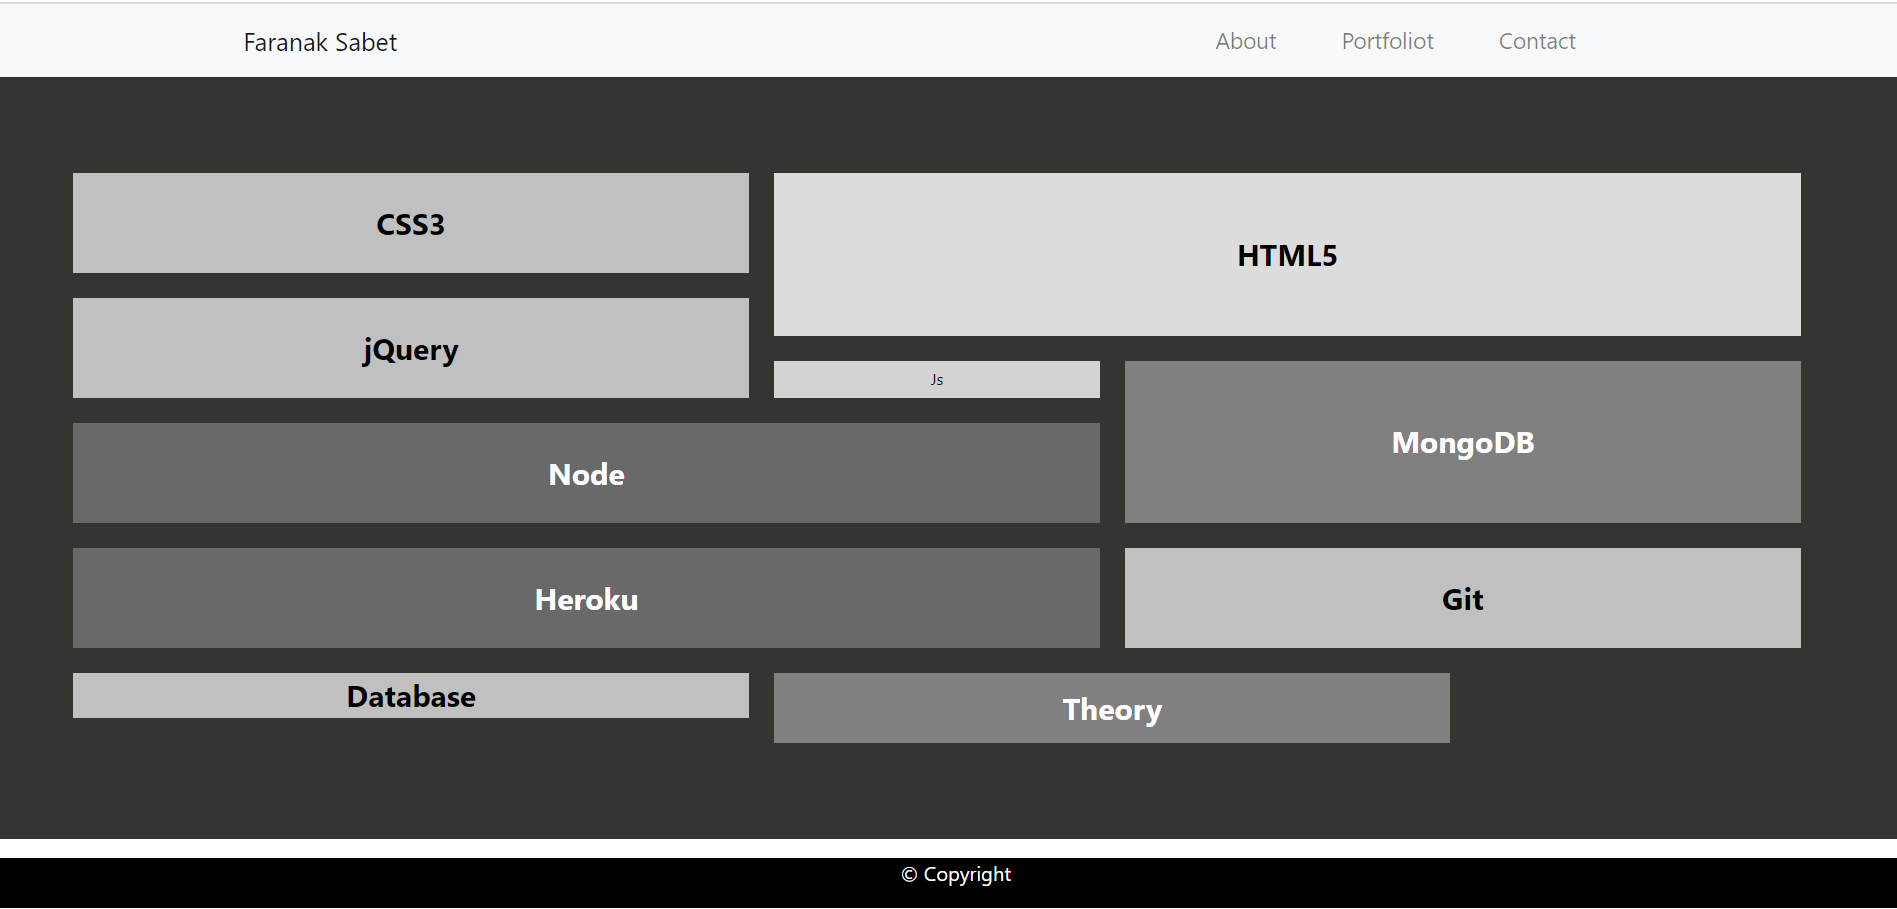 Faranak Sabet
About
Portfoliot
Contact
CSS3
HTML5
jQuery
Js
MongoDB
Node
Heroku
Git
Database
Theory
© Copyright